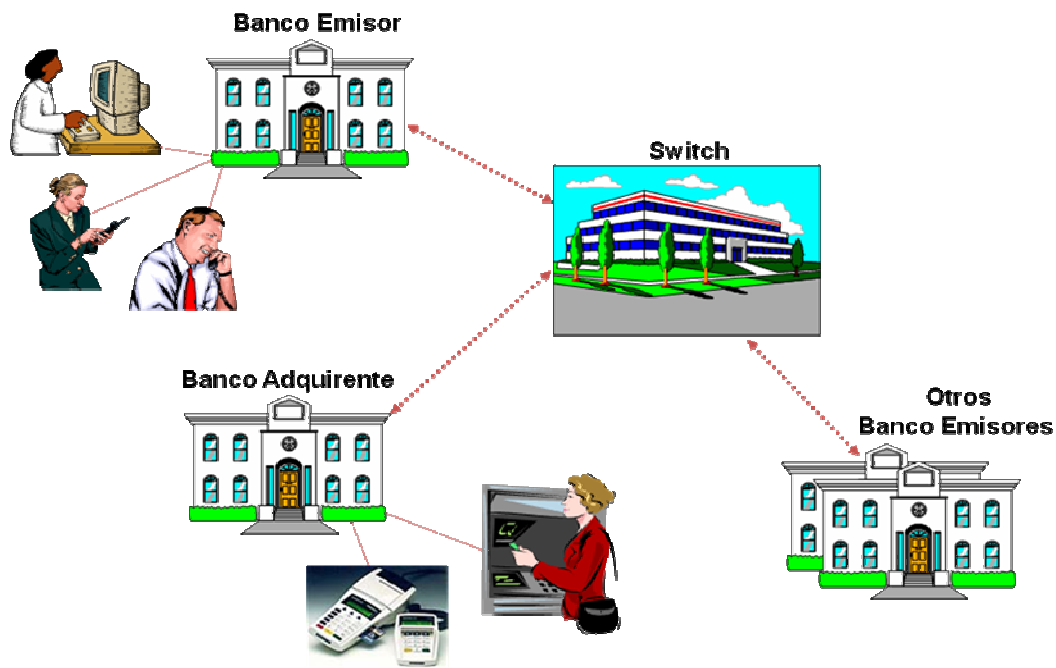 Banco Emisor
Switch
Banco Adquirente
Otros
Banco Emisores